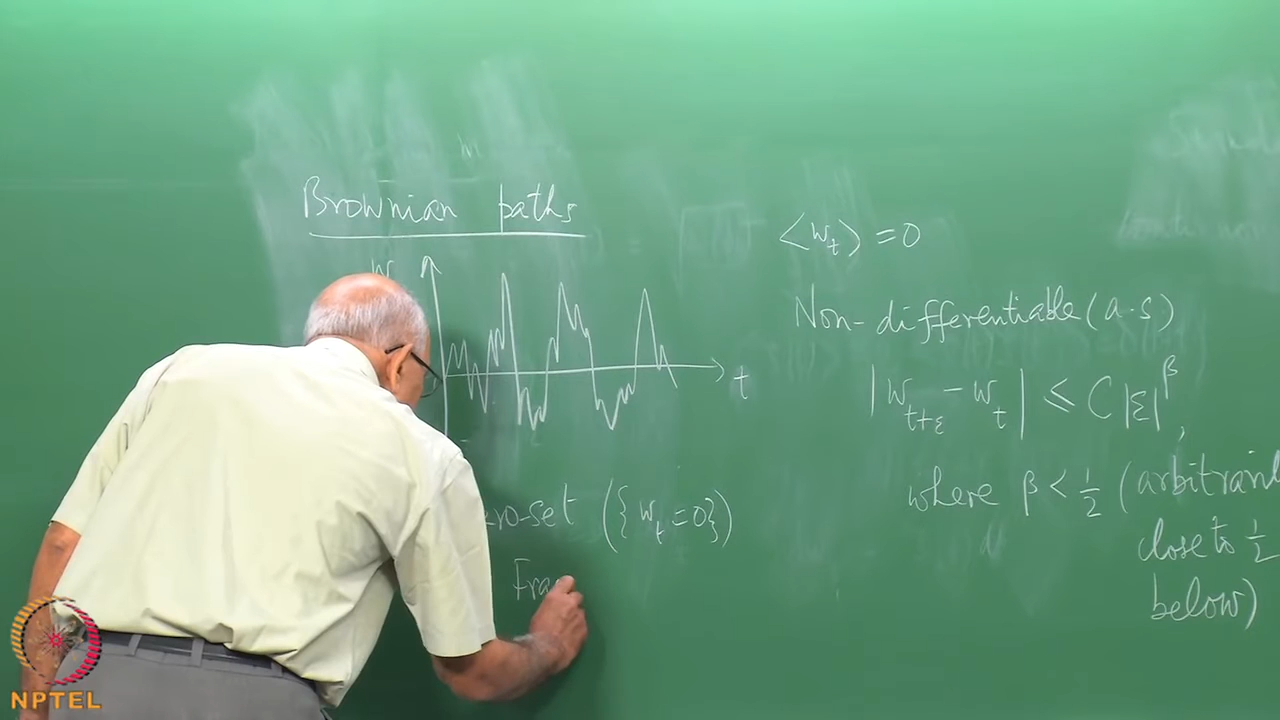 Brownian paths
W
t
ro-set ({W_t = 0})
Fra
⟨W_t⟩ = 0
Non-differentiable (a.s)
|W_{t+ε} - W_t| ≤ C|ε|^β,
where β < 1/2 (arbitraril
close to 1/2
below)
NPTEL